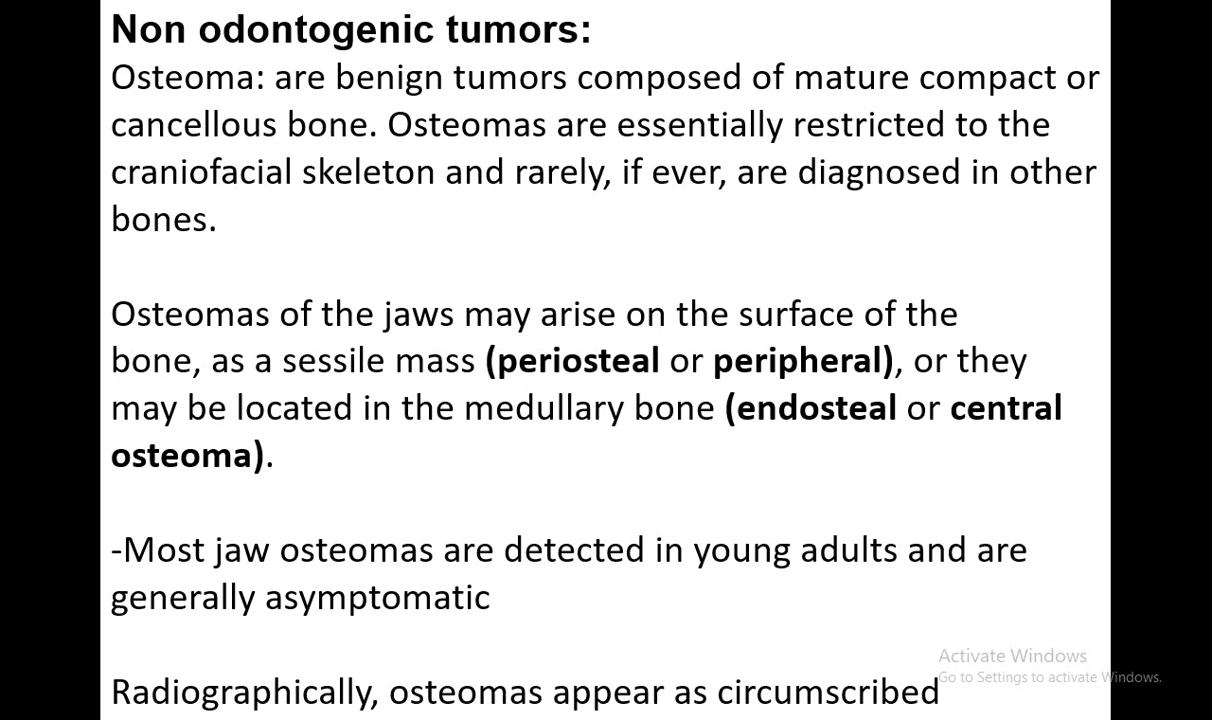 Non odontogenic tumors:
Osteoma: are benign tumors composed of mature compact or
cancellous bone. Osteomas are essentially restricted to the
craniofacial skeleton and rarely, if ever, are diagnosed in other
bones.
Osteomas of the jaws may arise on the surface of the
bone, as a sessile mass (periosteal or peripheral), or they
may be located in the medullary bone (endosteal or central
osteoma).
-Most jaw osteomas are detected in young adults and are
generally asymptomatic
Radiographically, osteomas appear as circumscribed
Activate Windows
Go to Settings to activate Windows.